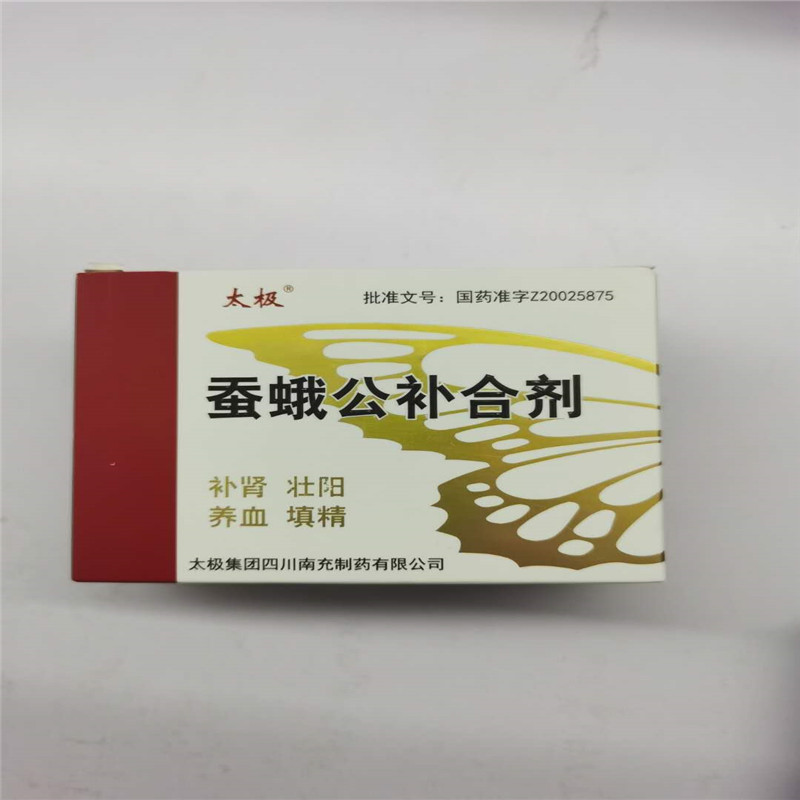 太极®
批准文号：国药准字Z20025875
蚕蛾公补合剂
补肾 壮阳
养血 填精
太极集团四川南充制药有限公司